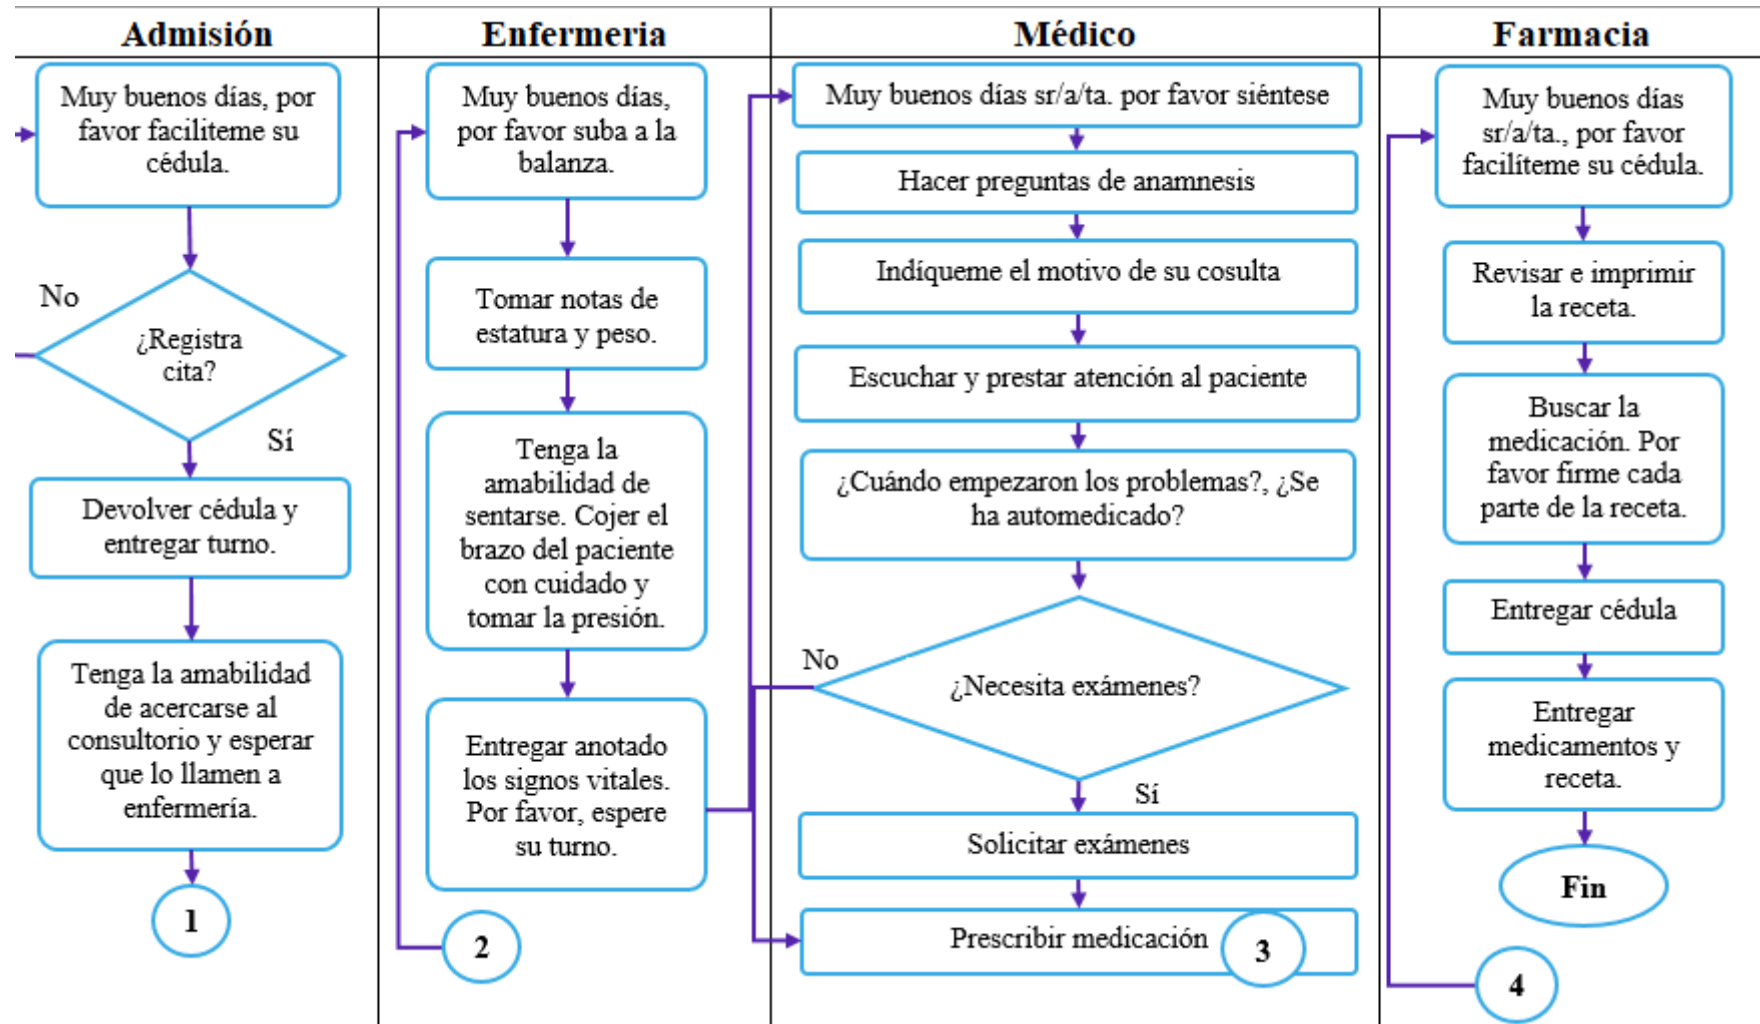 Admisión
Muy buenos días, por
favor faciliteme su
cédula.
No
¿Registra
cita?
Sí
Devolver cédula y
entregar turno.
Tenga la amabilidad
de acercarse al
consultorio y esperar
que lo llamen a
enfermería.
1
Enfermeria
Muy buenos días,
por favor suba a la
balanza.
Tomar notas de
estatura y peso.
Tenga la
amabilidad de
sentarse. Cojer el
brazo del paciente
con cuidado y
tomar la presión.
Entregar anotado
los signos vitales.
Por favor, espere
su turno.
2
Médico
Muy buenos días sr/a/ta. por favor siéntese
Hacer preguntas de anamnesis
Indíqueme el motivo de su cosulta
Escuchar y prestar atención al paciente
¿Cuándo empezaron los problemas?, ¿Se
ha automedicado?
No
¿Necesita exámenes?
Sí
Solicitar exámenes
Prescribir medicación
3
Farmacia
Muy buenos días
sr/a/ta., por favor
facilíteme su cédula.
Revisar e imprimir
la receta.
Buscar la
medicación. Por
favor firme cada
parte de la receta.
Entregar cédula
Entregar
medicamentos y
receta.
Fin
4